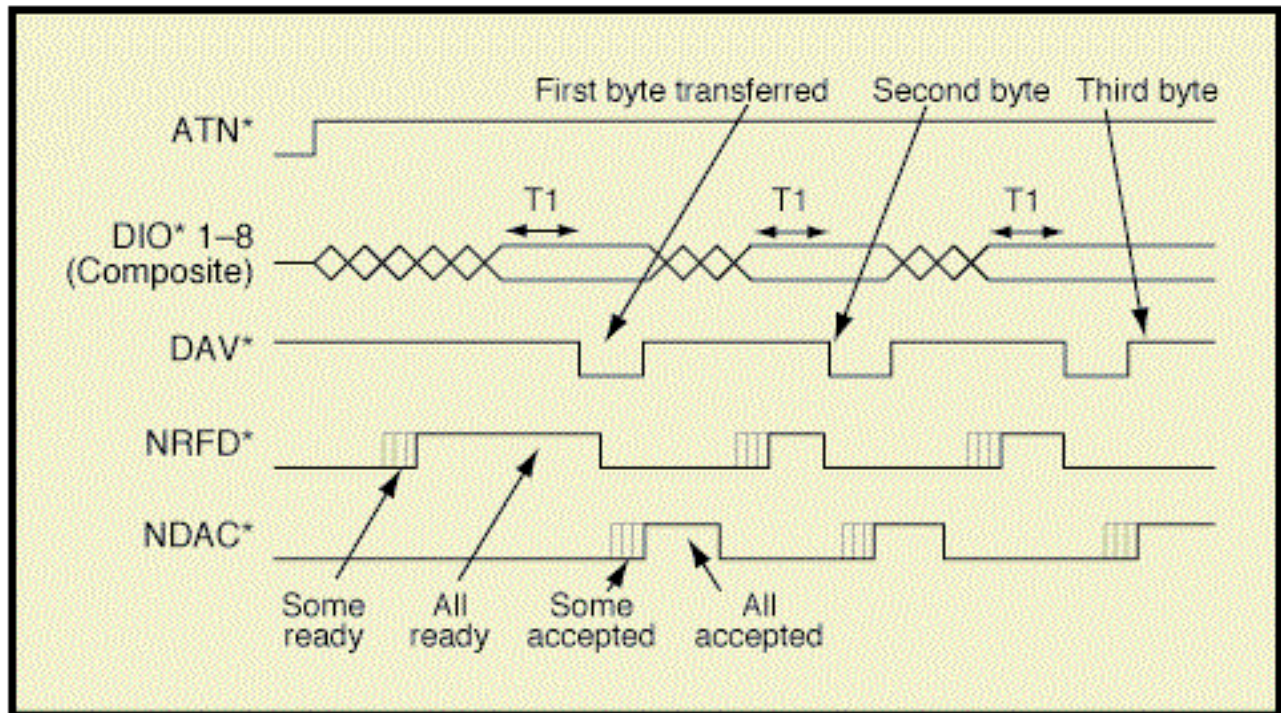 First byte transferred Second byte Third byte
ATN*
T1 T1 T1
DIO* 1–8
(Composite)
DAV*
NRFD*
NDAC*
Some ready
All ready
Some accepted
All accepted